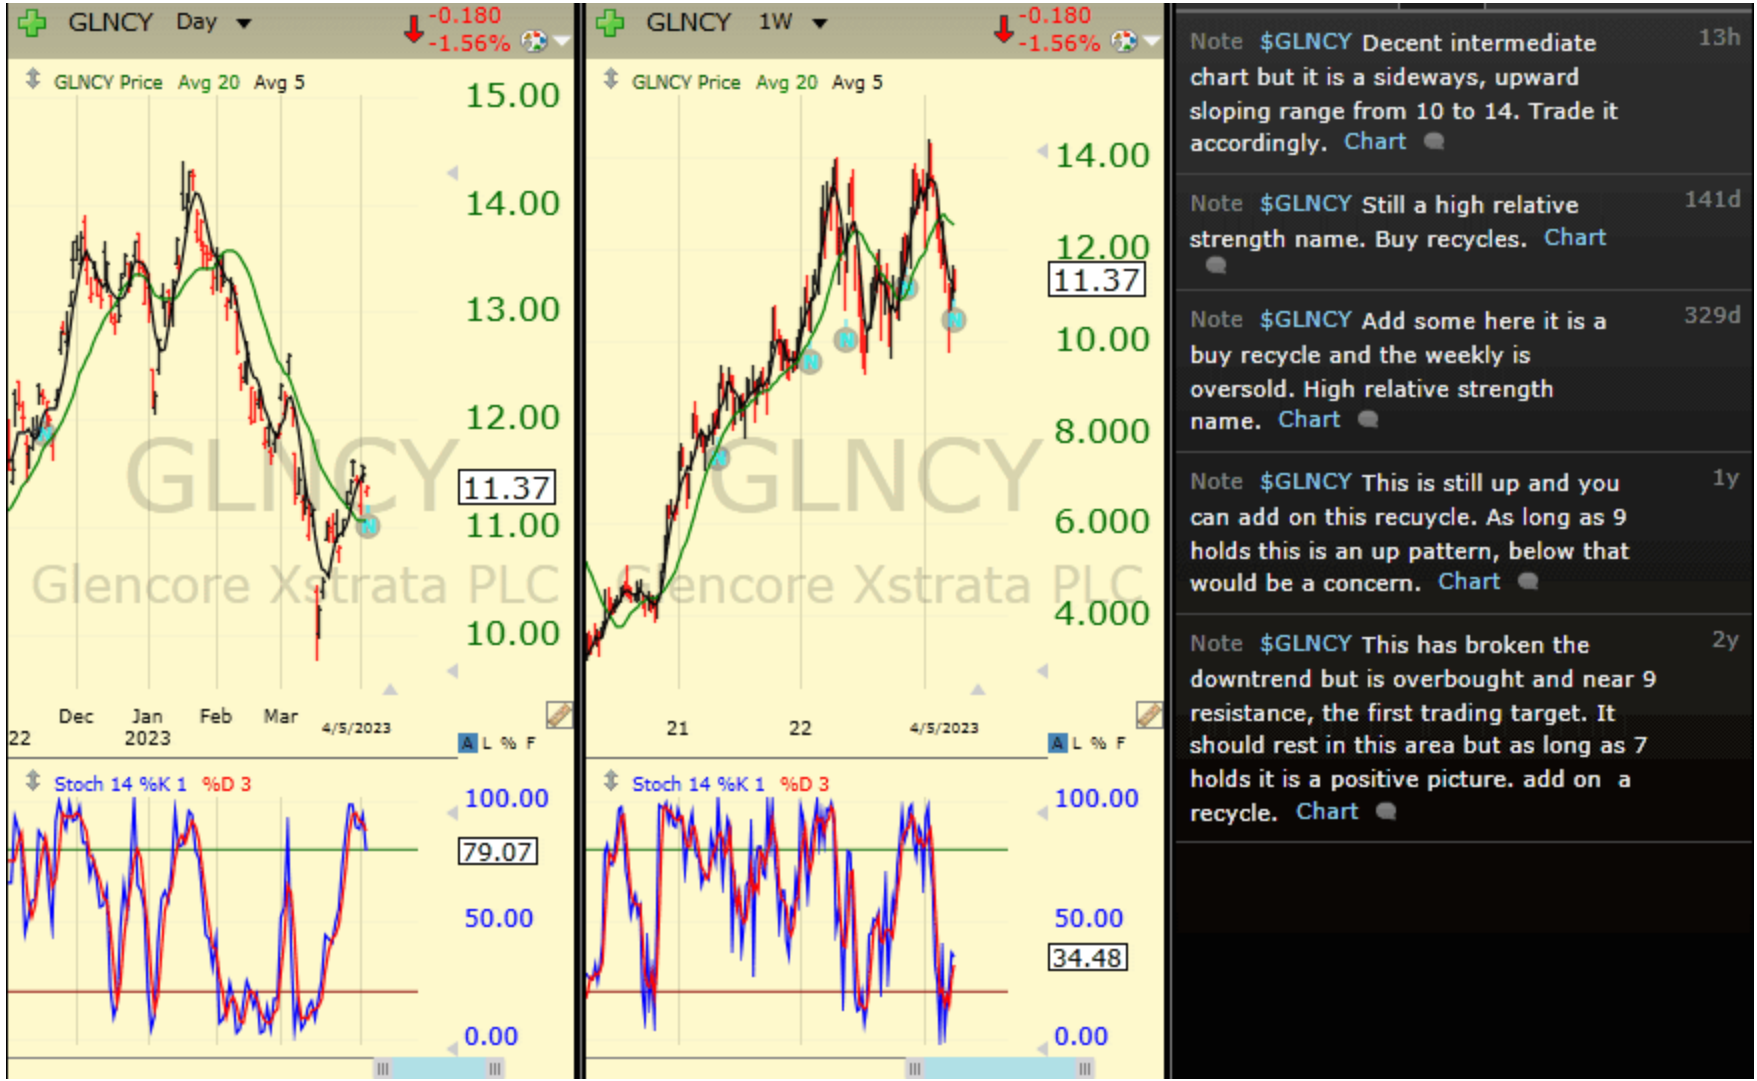 GLNCY Day
-0.180
-1.56%
GLNCY Price Avg 20 Avg 5
15.00
14.00
13.00
12.00
11.37
11.00
10.00
GLNCY
Glencore Xstrata PLC
Dec Jan Feb Mar 4/5/2023
22 2023
A L % F
Stoch 14 %K 1 %D 3
100.00
79.07
50.00
0.00
GLNCY 1W
-0.180
-1.56%
GLNCY Price Avg 20 Avg 5
14.00
12.00
11.37
10.00
8.000
6.000
4.000
GLNCY
Glencore Xstrata PLC
21 22 4/5/2023
A L % F
Stoch 14 %K 1 %D 3
100.00
50.00
34.48
0.00
Note $GLNCY Decent intermediate 13h
chart but it is a sideways, upward
sloping range from 10 to 14. Trade it
accordingly. Chart
Note $GLNCY Still a high relative 141d
strength name. Buy recycles. Chart
Note $GLNCY Add some here it is a 329d
buy recycle and the weekly is
oversold. High relative strength
name. Chart
Note $GLNCY This is still up and you 1y
can add on this recuycle. As long as 9
holds this is an up pattern, below that
would be a concern. Chart
Note $GLNCY This has broken the 2y
downtrend but is overbought and near 9
resistance, the first trading target. It
should rest in this area but as long as 7
holds it is a positive picture. add on a
recycle. Chart